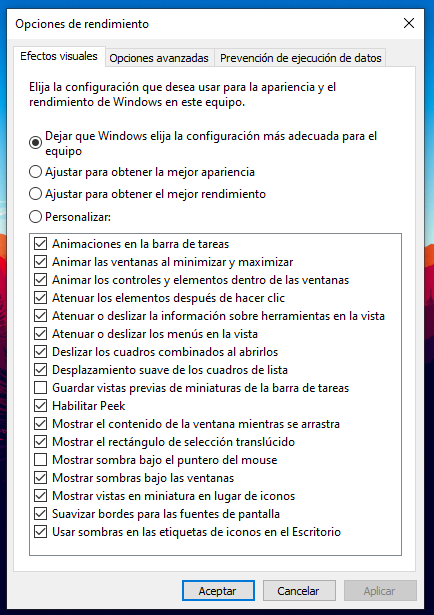 Opciones de rendimiento
Efectos visuales
Opciones avanzadas
Prevención de ejecución de datos
Elija la configuración que desea usar para la apariencia y el
rendimiento de Windows en este equipo.
Dejar que Windows elija la configuración más adecuada para el
equipo
Ajustar para obtener la mejor apariencia
Ajustar para obtener el mejor rendimiento
Personalizar:
Animaciones en la barra de tareas
Animar las ventanas al minimizar y maximizar
Animar los controles y elementos dentro de las ventanas
Atenuar los elementos después de hacer clic
Atenuar o deslizar la información sobre herramientas en la vista
Atenuar o deslizar los menús en la vista
Deslizar los cuadros combinados al abrirlos
Desplazamiento suave de los cuadros de lista
Guardar vistas previas de miniaturas de la barra de tareas
Habilitar Peek
Mostrar el contenido de la ventana mientras se arrastra
Mostrar el rectángulo de selección translúcido
Mostrar sombra bajo el puntero del mouse
Mostrar sombras bajo las ventanas
Mostrar vistas en miniatura en lugar de iconos
Suavizar bordes para las fuentes de pantalla
Usar sombras en las etiquetas de iconos en el Escritorio
Aceptar
Cancelar
Aplicar